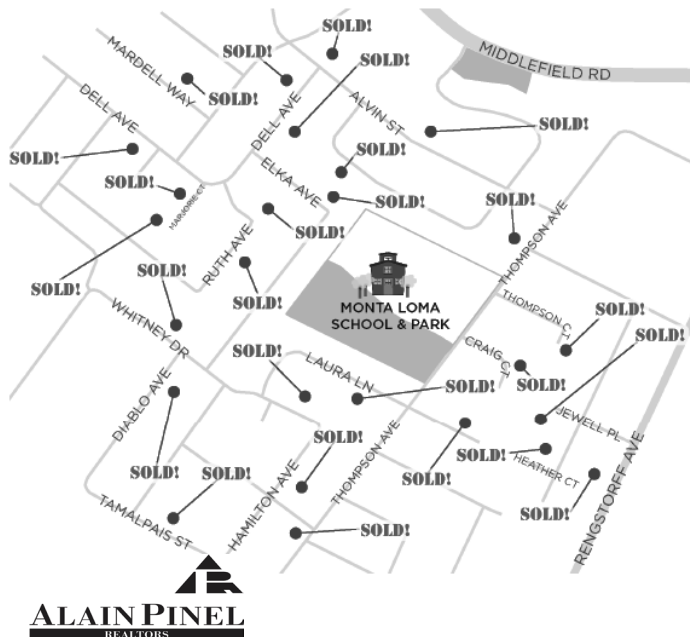 SOLD!
SOLD!
MIDDLEFIELD RD
MARDELL WAY
SOLD!
SOLD!
DELL AVE
DELL AVE
ALVIN ST
SOLD!
SOLD!
SOLD!
ELKA AVE
SOLD!
MARJORIE CT
SOLD!
SOLD!
SOLD!
THOMPSON AVE
RUTH AVE
SOLD!
SOLD!
SOLD!
MONTA LOMA
SCHOOL & PARK
THOMPSON CT
SOLD!
WHITNEY DR
SOLD!
CRAIG CT
SOLD!
LAURA LN
SOLD!
SOLD!
DIABLO AVE
JEWELL PL
SOLD!
THOMPSON AVE
SOLD!
HEATHER CT
RENGSTORFF AVE
SOLD!
SOLD!
SOLD!
HAMILTON AVE
TAMALPAIS ST
SOLD!
SOLD!
ALAIN PINEL
REALTORS